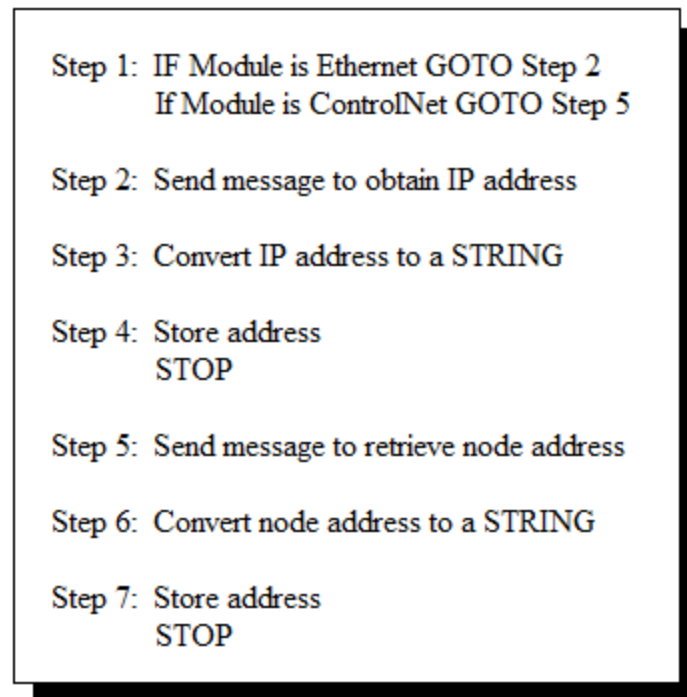 Step 1: IF Module is Ethernet GOTO Step 2
If Module is ControlNet GOTO Step 5
Step 2: Send message to obtain IP address
Step 3: Convert IP address to a STRING
Step 4: Store address
STOP
Step 5: Send message to retrieve node address
Step 6: Convert node address to a STRING
Step 7: Store address
STOP